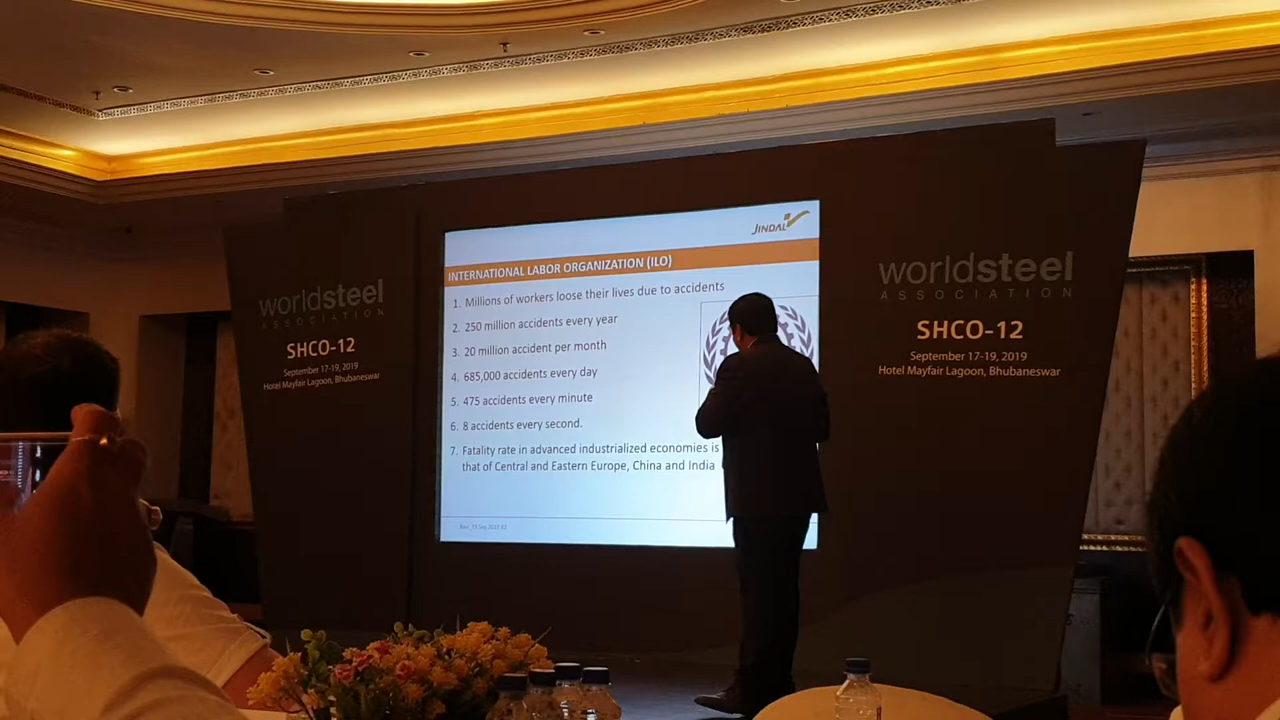 JINDAL
INTERNATIONAL LABOR ORGANIZATION (ILO)
1. Millions of workers loose their lives due to accidents
2. 250 million accidents every year
3. 20 million accident per month
4. 685,000 accidents every day
5. 475 accidents every minute
6. 8 accidents every second.
7. Fatality rate in advanced industrialized economies is
that of Central and Eastern Europe, China and India
worldsteel
ASSOCIATION
SHCO-12
September 17-19, 2019
Hotel Mayfair Lagoon, Bhubaneswar
worldsteel
ASSOCIATION
SHCO-12
September 17-19, 2019
Hotel Mayfair Lagoon, Bhubaneswar